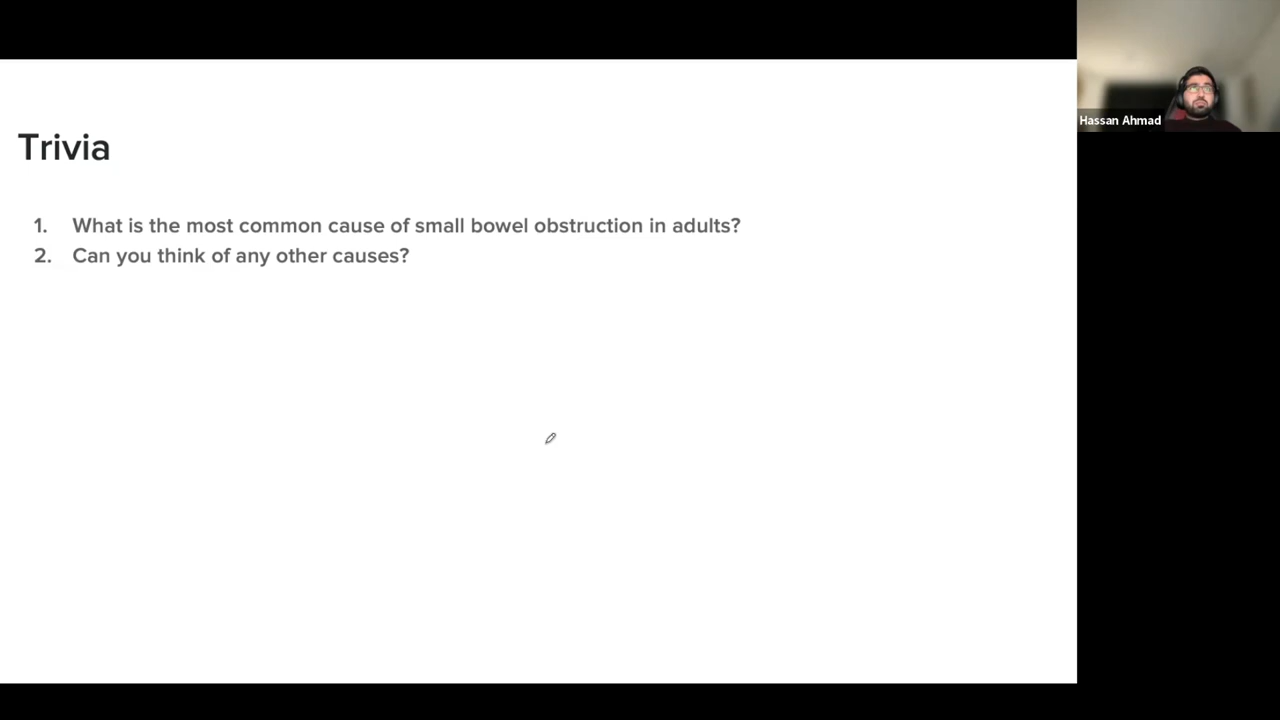 Trivia
1. What is the most common cause of small bowel obstruction in adults?
2. Can you think of any other causes?
Hassan Ahmad